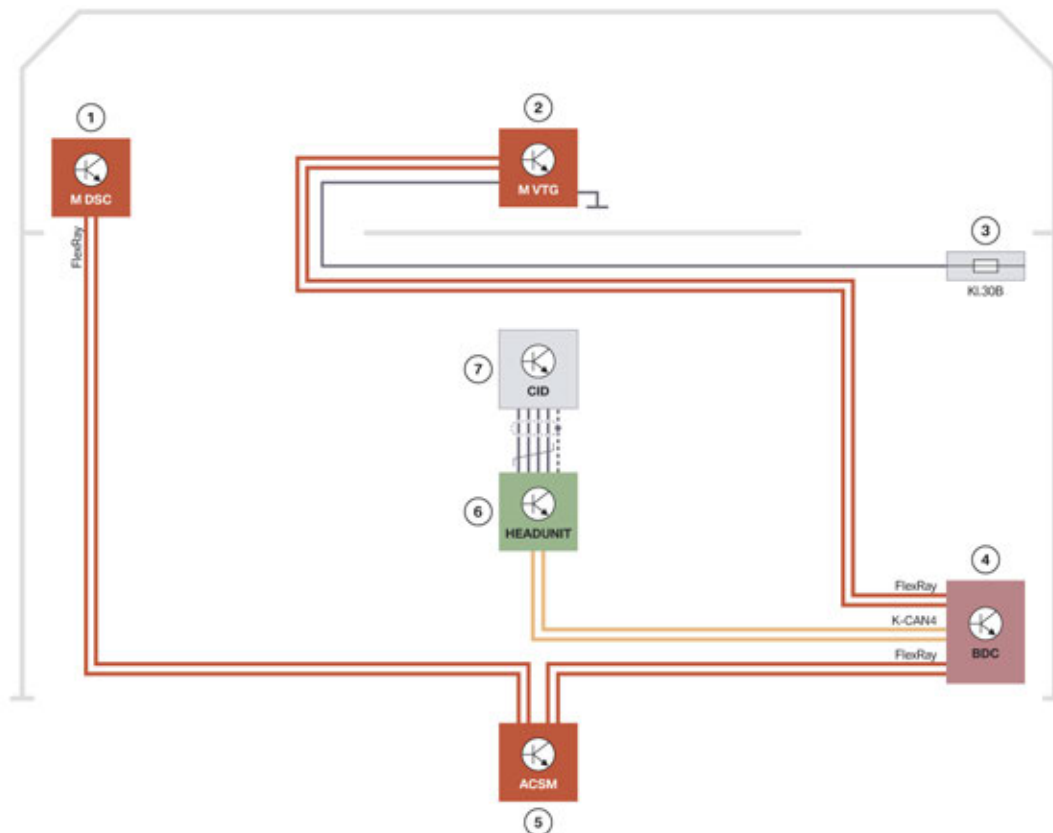 1
2
M DSC
M VTG
FlexRay
3
Kl.30B
7
CID
6
HEADUNIT
4
FlexRay
K-CAN4
BDC
FlexRay
ACSM
5